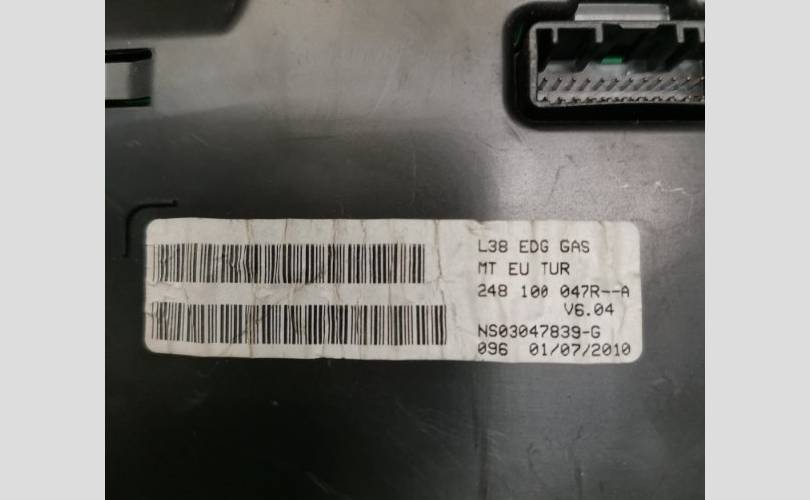 L38 EDG GAS
MT EU TUR
248 100 047R--A
V6.04
NS03047839-G
096 01/07/2010